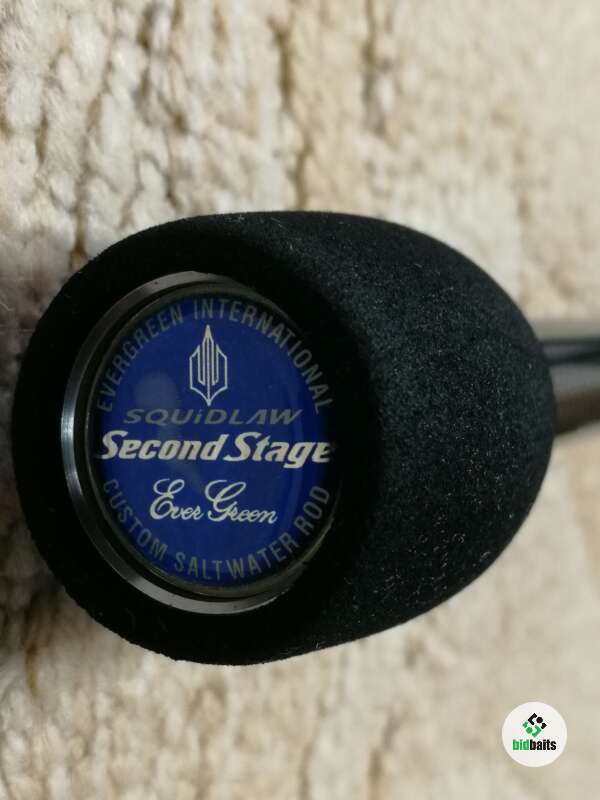 EVERGREEN INTERNATIONAL
SQUiDLAW
Second Stage
Ever Green
CUSTOM SALTWATER ROD
bidbaits